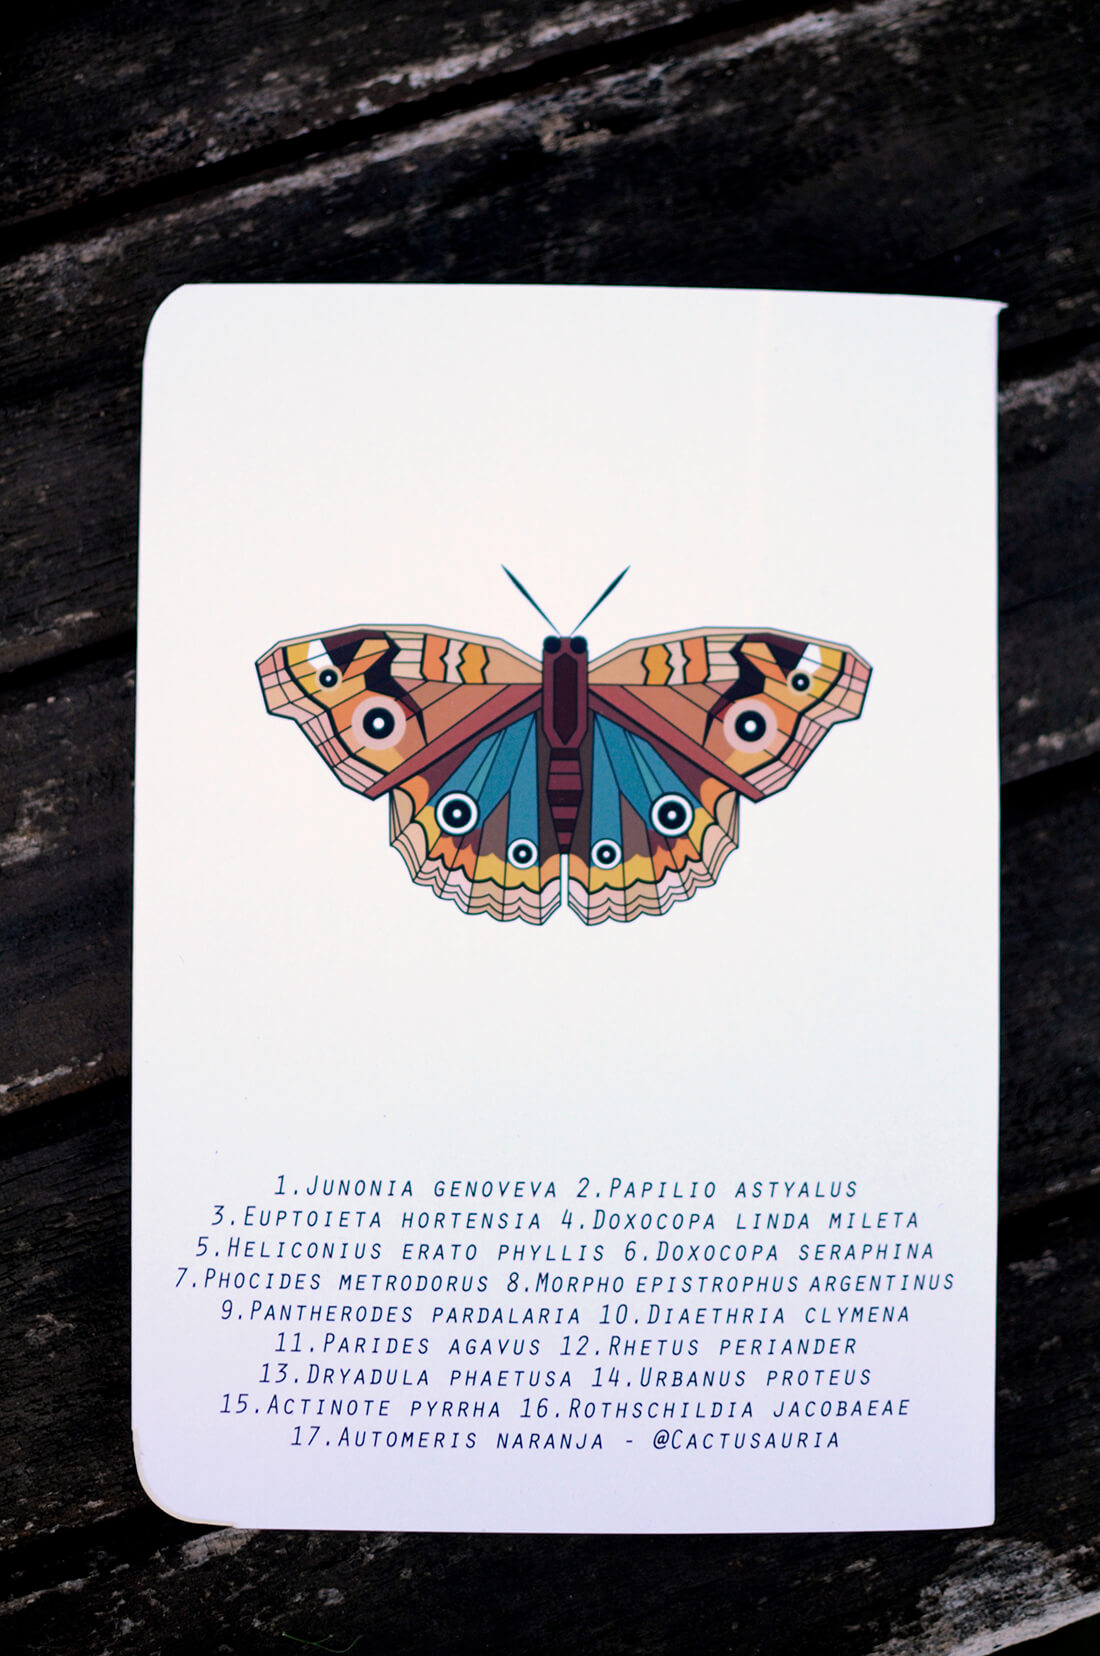 1.JUNONIA GENOVEVA 2.PAPILIO ASTYALUS
3.EUPTOIETA HORTENSIA 4.DOXOCOPA LINDA MILETA
5.HELICONIUS ERATO PHYLLIS 6.DOXOCOPA SERAPHINA
7.PHOCIDES METRODORUS 8.MORPHO EPISTROPHUS ARGENTINUS
9.PANTHERODES PARDALARIA 10.DIAETHRIA CLYMENA
11.PARIDES AGAVUS 12.RHETUS PERIANDER
13.DRYADULA PHAETUSA 14.URBANUS PROTEUS
15.ACTINOTE PYRRHA 16.ROTHSCHILDIA JACOBAEAE
17.AUTOMERIS NARANJA - @CACTUSAURIA